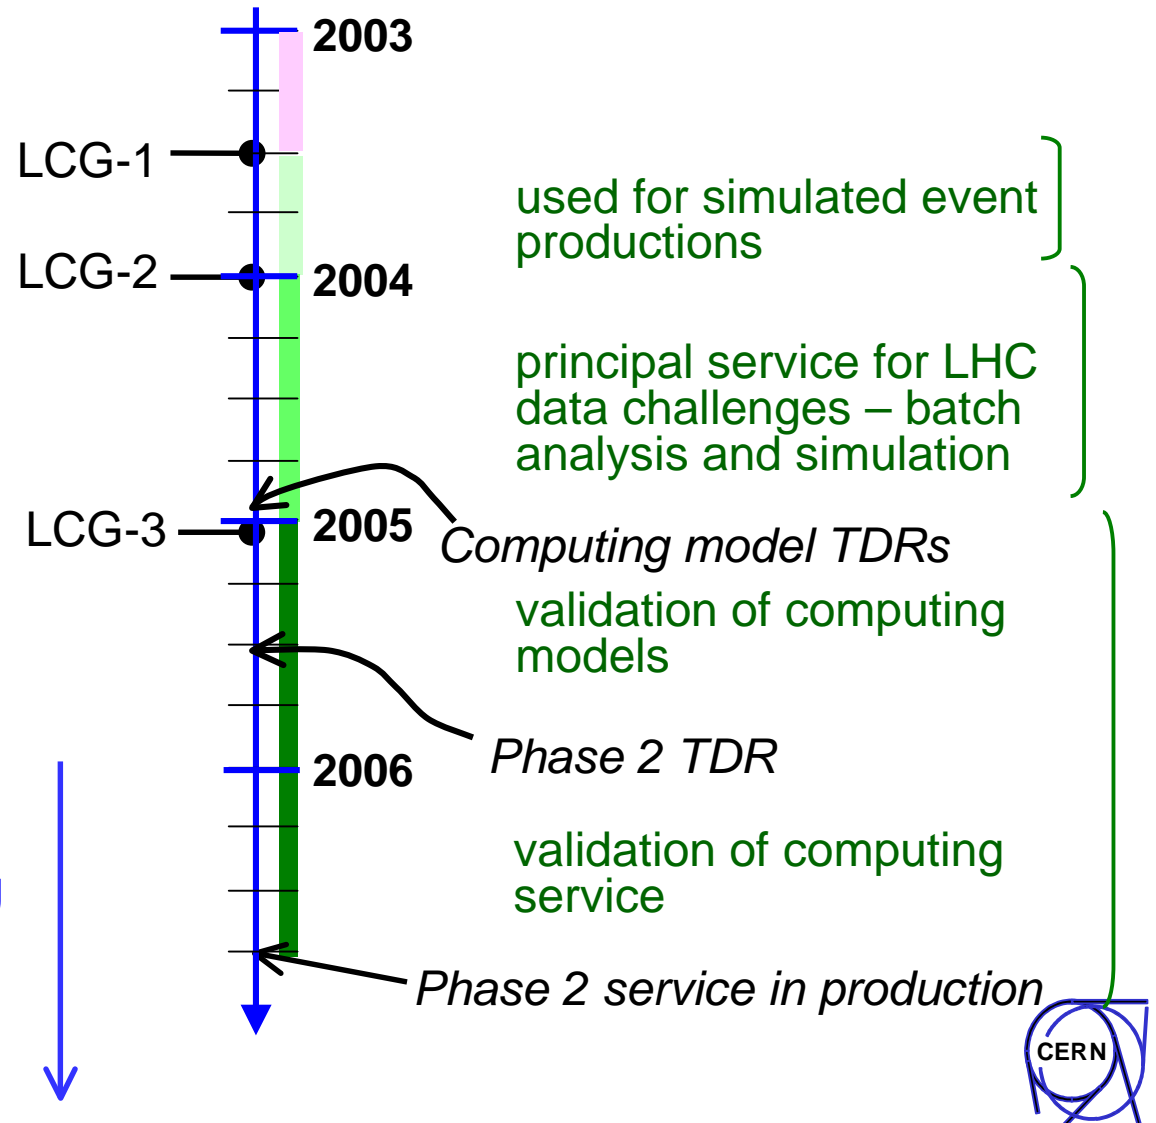 2003
LCG-1
used for simulated event
productions
LCG-2
2004
principal service for LHC
data challenges – batch
analysis and simulation
LCG-3
2005
Computing model TDRs
validation of computing
models
Phase 2 TDR
2006
validation of computing
service
Phase 2 service in production
CERN